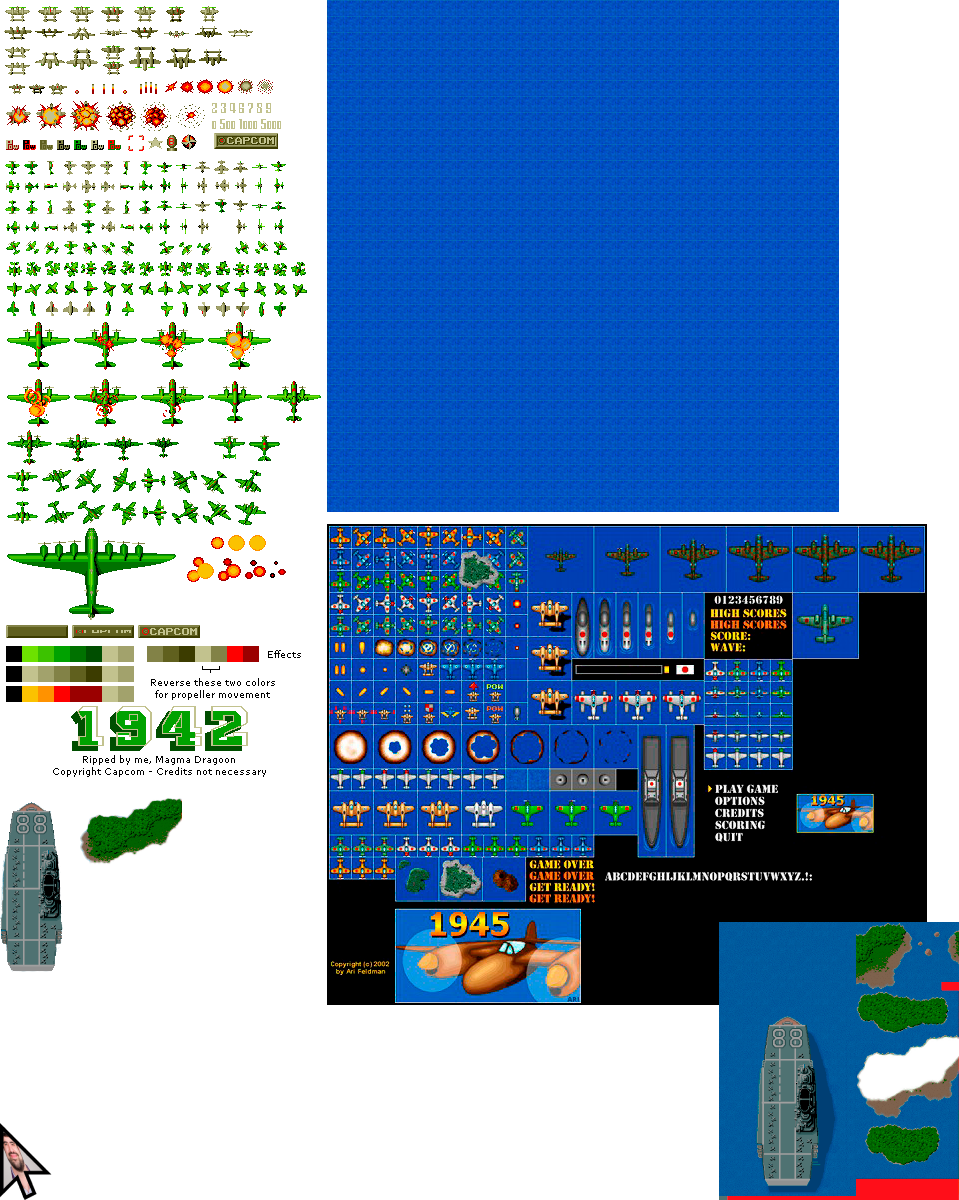 2 3 4 6 7 8 9
0 500 1000 5000
CAPCOM
CAPCOM
CAPCOM
Effects
Reverse these two colors
for propeller movement
1942
Ripped by me, Magma Dragoon
Copyright Capcom - Credits not necessary
88
0123456789
HIGH SCORES
HIGH SCORES
SCORE:
WAVE:
POW
POW
PLAY GAME
OPTIONS
CREDITS
SCORING
QUIT
1945
GAME OVER
GAME OVER
GET READY!
GET READY!
ABCDEFGHIJKLMNOPQRSTUVWXYZ.!:
1945
Copyright (c) 2002
by Ari Feldman
ARI
88